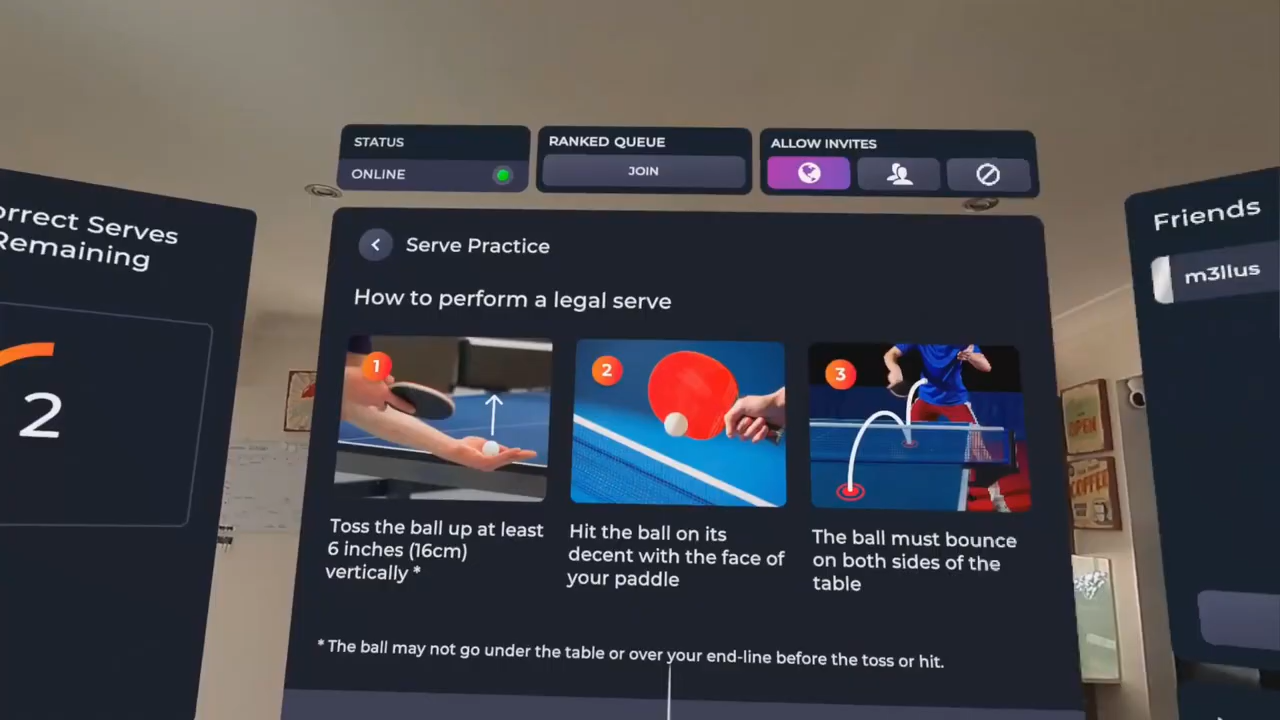 STATUS
ONLINE
RANKED QUEUE
JOIN
ALLOW INVITES
orrect Serves
Remaining
2
Serve Practice
How to perform a legal serve
1
Toss the ball up at least
6 inches (16cm)
vertically *
2
Hit the ball on its
decent with the face of
your paddle
3
The ball must bounce
on both sides of the
table
* The ball may not go under the table or over your end-line before the toss or hit.
Friends
m3llus
OPEN
COFFEE